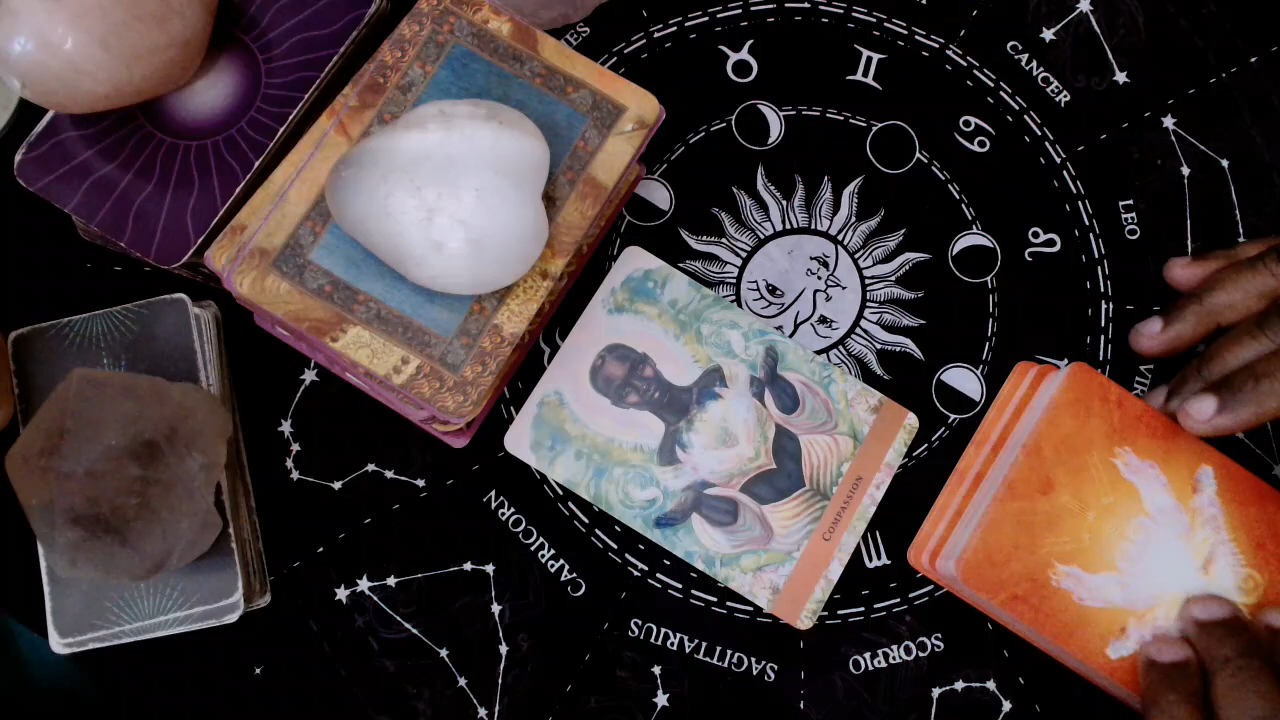 CANCER
LEO
COMPASSION
CAPRICORN
SAGITTARIUS
SCORPIO